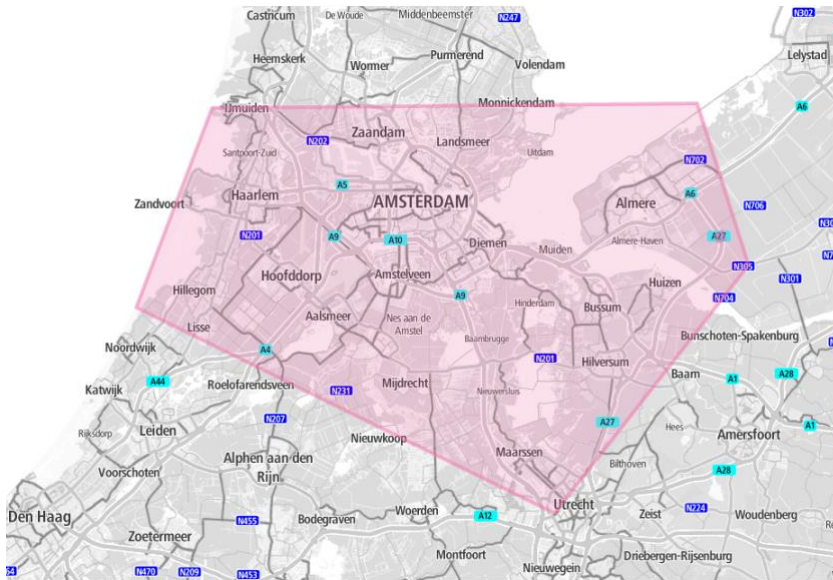 Castricum
De Woude
Middenbeemster
N247
N302
Lelystad
Heemskerk
Wormer
Purmerend
Volendam
A6
IJmuiden
Monnickendam
Zaandam
N202
Landsmeer
Santpoort-Zuid
Uitdam
N702
A5
Haarlem
A6
Zandvoort
AMSTERDAM
Almere
N706
N201
A9
A10
Diemen
Almere-Haven
A27
Muiden
Hoofddorp
Amstelveen
N305
N301
Hillegom
A9
Huizen
N704
Hinderdam
Bussum
Lisse
Aalsmeer
Nes aan de
Amstel
Baambrugge
Bunschoten-Spakenburg
Noordwijk
A4
N201
Hilversum
Baarn
A1
A28
A44
Roelofarendsveen
Mijdrecht
Katwijk
N231
Nieuwersluis
N207
A27
Rijksdorp
Leiden
Nieuwkoop
Hees
Amersfoort
A1
Maarssen
Alphen aan den
Rijn
Bilthoven
Voorschoten
A28
Utrecht
Den Haag
N455
Bodegraven
Woerden
A12
Zeist
N224
Woudenberg
Zoetermeer
Montfoort
Driebergen-Rijsenburg
Nieuwegein
N470
N209
N453